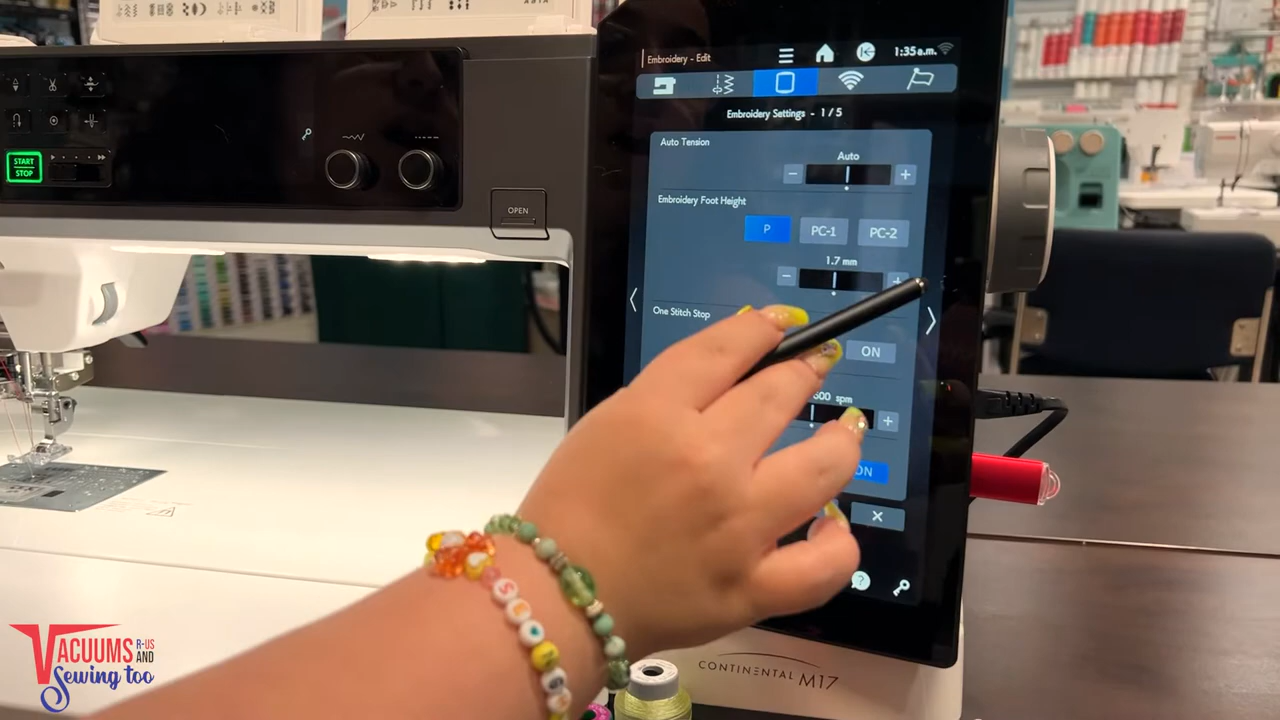 Embroidery - Edit
1:35 a.m.
Embroidery Settings - 1 / 5
Auto Tension
Auto
Embroidery Foot Height
P PC-1 PC-2
1.7 mm
One Stitch Stop
ON
spm
ON
START
STOP
OPEN
CONTINENTAL M17
VACUUMS R-US
AND
Sewing too